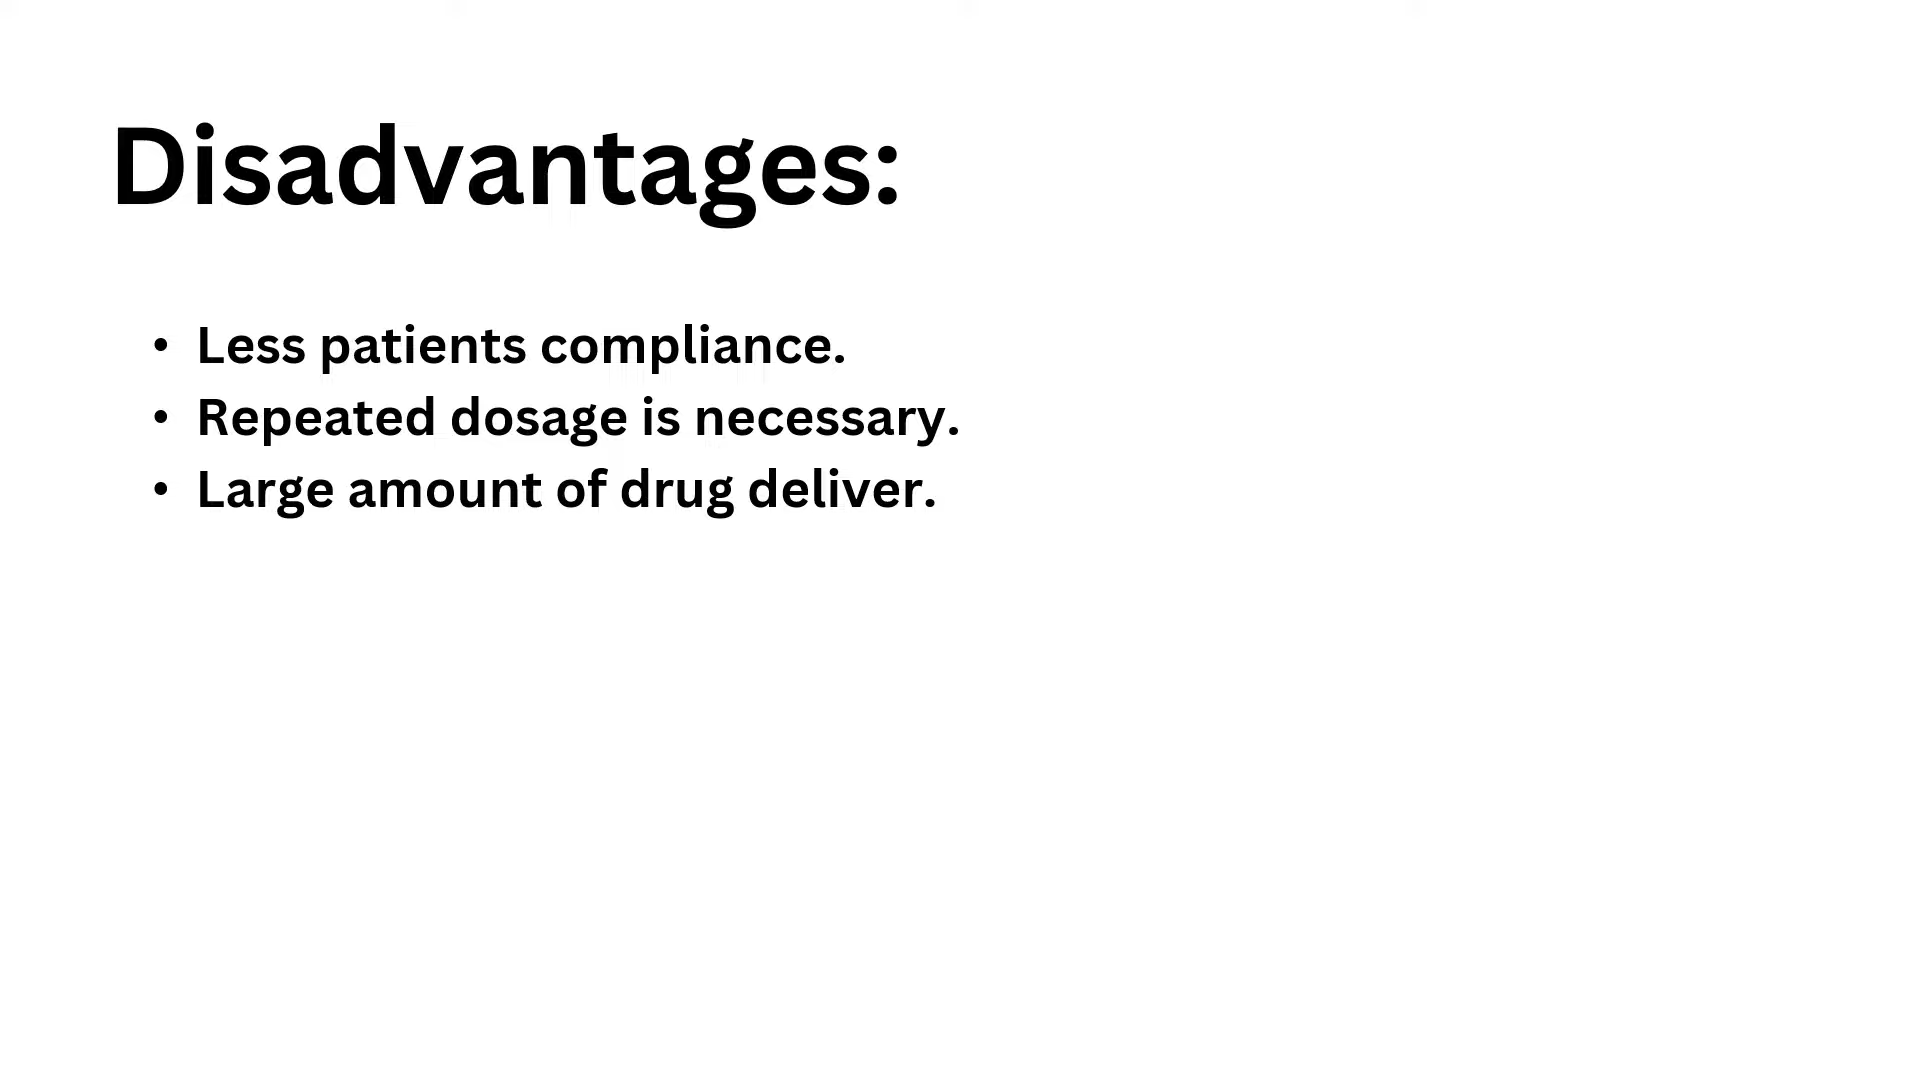 Disadvantages:
• Less patients compliance.
• Repeated dosage is necessary.
• Large amount of drug deliver.